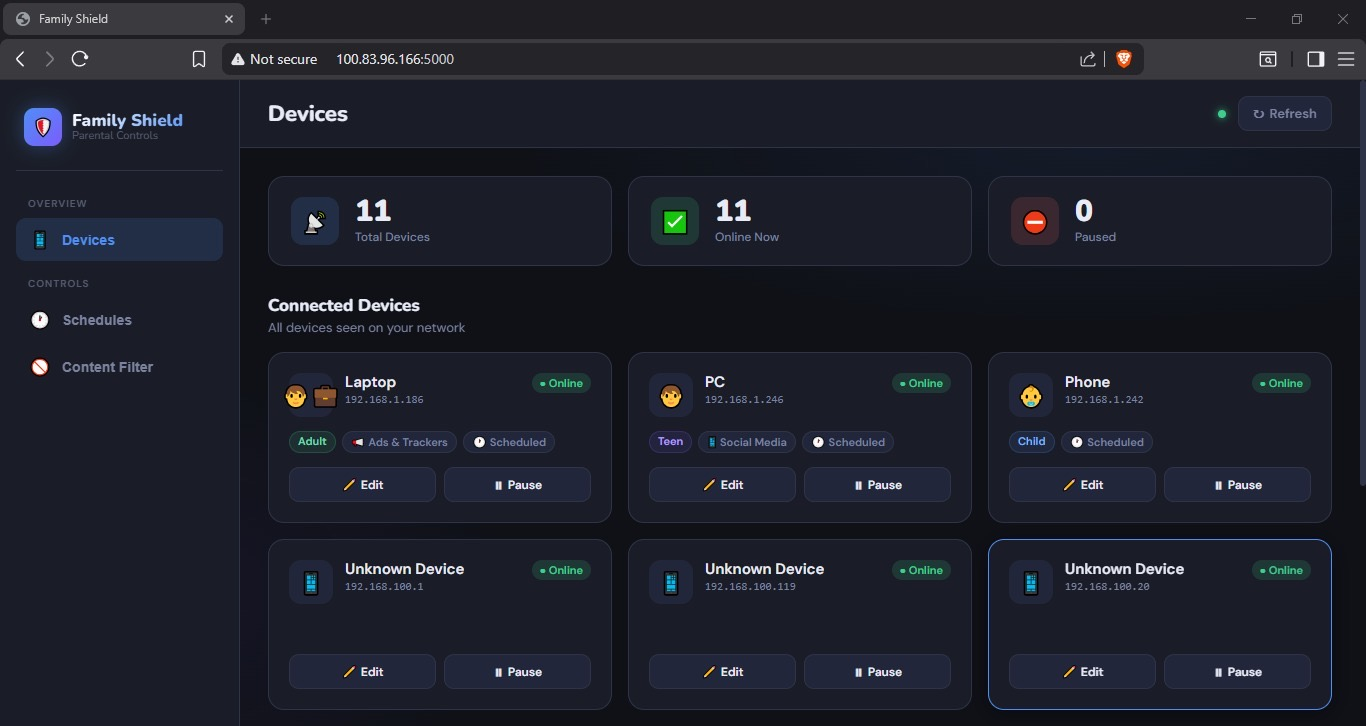 Family Shield
Not secure 100.83.96.166:5000
Family Shield
Parental Controls
OVERVIEW
Devices
CONTROLS
Schedules
Content Filter
Devices
↻ Refresh
11
Total Devices
11
Online Now
0
Paused
Connected Devices
All devices seen on your network
Laptop
192.168.1.186
Online
Adult Ads & Trackers Scheduled
Edit Pause
PC
192.168.1.246
Online
Teen Social Media Scheduled
Edit Pause
Phone
192.168.1.242
Online
Child Scheduled
Edit Pause
Unknown Device
192.168.100.1
Online
Edit Pause
Unknown Device
192.168.100.119
Online
Edit Pause
Unknown Device
192.168.100.20
Online
Edit Pause